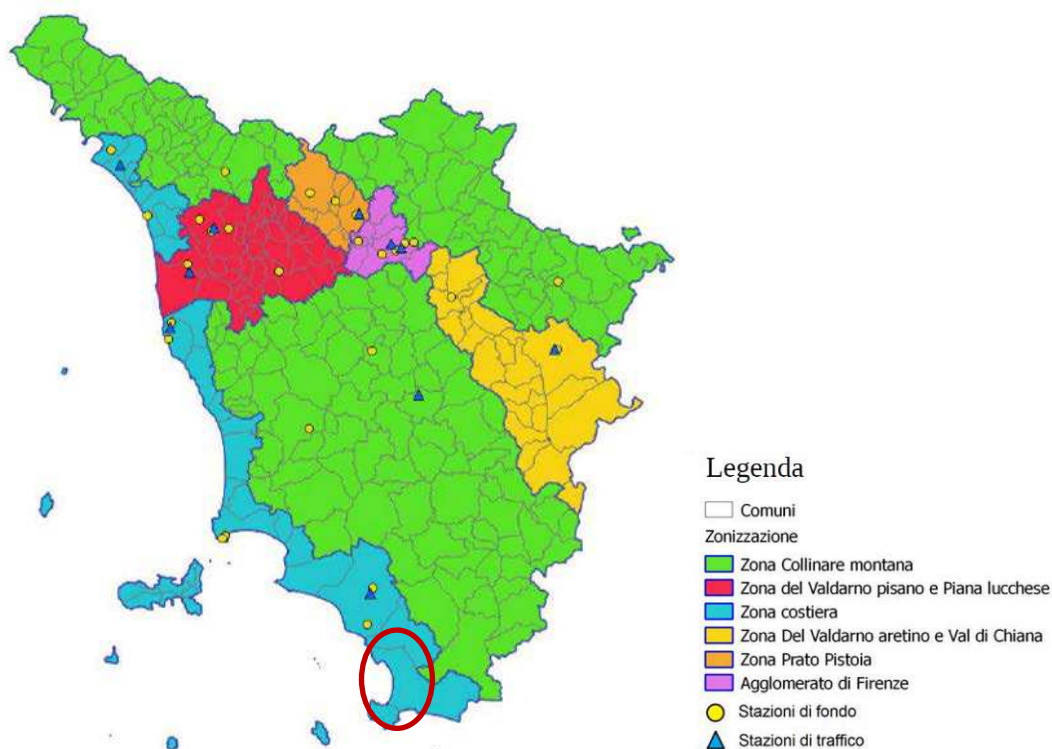 Legenda
Comuni
Zonizzazione
Zona Collinare montana
Zona del Valdarno pisano e Piana lucchese
Zona costiera
Zona Del Valdarno aretino e Val di Chiana
Zona Prato Pistoia
Agglomerato di Firenze
Stazioni di fondo
Stazioni di traffico